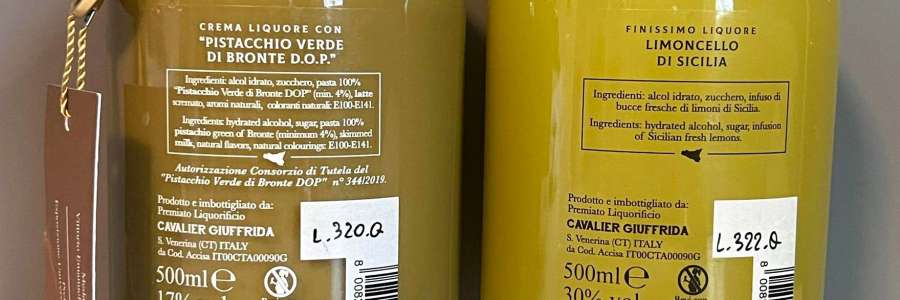 CREMA LIQUORE CON
"PISTACCHIO VERDE
DI BRONTE D.O.P."
Ingredienti: alcol idrato, zucchero, pasta 100%
"Pistacchio Verde di Bronte DOP" (min. 4%), latte
scremato, aromi naturali, coloranti naturali: E100-E141.
Ingredients: hydrated alcohol, sugar, pasta 100%
pistachio green of Bronte (minimum 4%), skimmed
milk, natural flavors, natural colourings: E100-E141.
Autorizzazione Consorzio di Tutela del
"Pistacchio Verde di Bronte DOP" n° 344/2019.
Prodotto e imbottigliato da:
Premiato Liquorificio
CAVALIER GIUFFRIDA
S. Venerina (CT) ITALY
da Cod. Accisa IT00CTA00090G
500ml e
17% vol
L.320.Q
8 008
FINISSIMO LIQUORE
LIMONCELLO
DI SICILIA
Ingredienti: alcol idrato, zucchero, infuso di
bucce fresche di limoni di Sicilia.
Ingredients: hydrated alcohol, sugar, infusion
of Sicilian fresh lemons.
Prodotto e imbottigliato da:
Premiato Liquorificio
CAVALIER GIUFFRIDA
S. Venerina (CT) ITALY
da Cod. Accisa IT00CTA00090G
500ml e
30% vol
L.322.Q
8 008